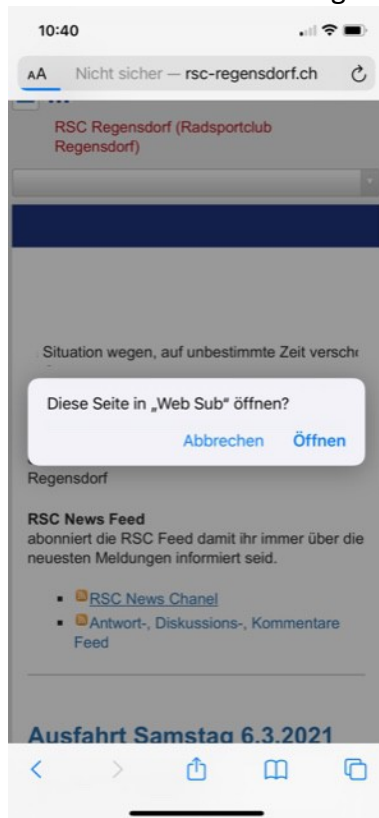 10:40
AA Nicht sicher — rsc-regensdorf.ch
RSC Regensdorf (Radsportclub
Regensdorf)
Situation wegen, auf unbestimmte Zeit
Diese Seite in „Web Sub“ öffnen?
Abbrechen Öffnen
Regensdorf
RSC News Feed
abonniert die RSC Feed damit ihr immer über die
neuesten Meldungen informiert seid.
RSC News Chanel
Antwort-, Diskussions-, Kommentare
Feed
Ausfahrt Samstag 6.3.2021